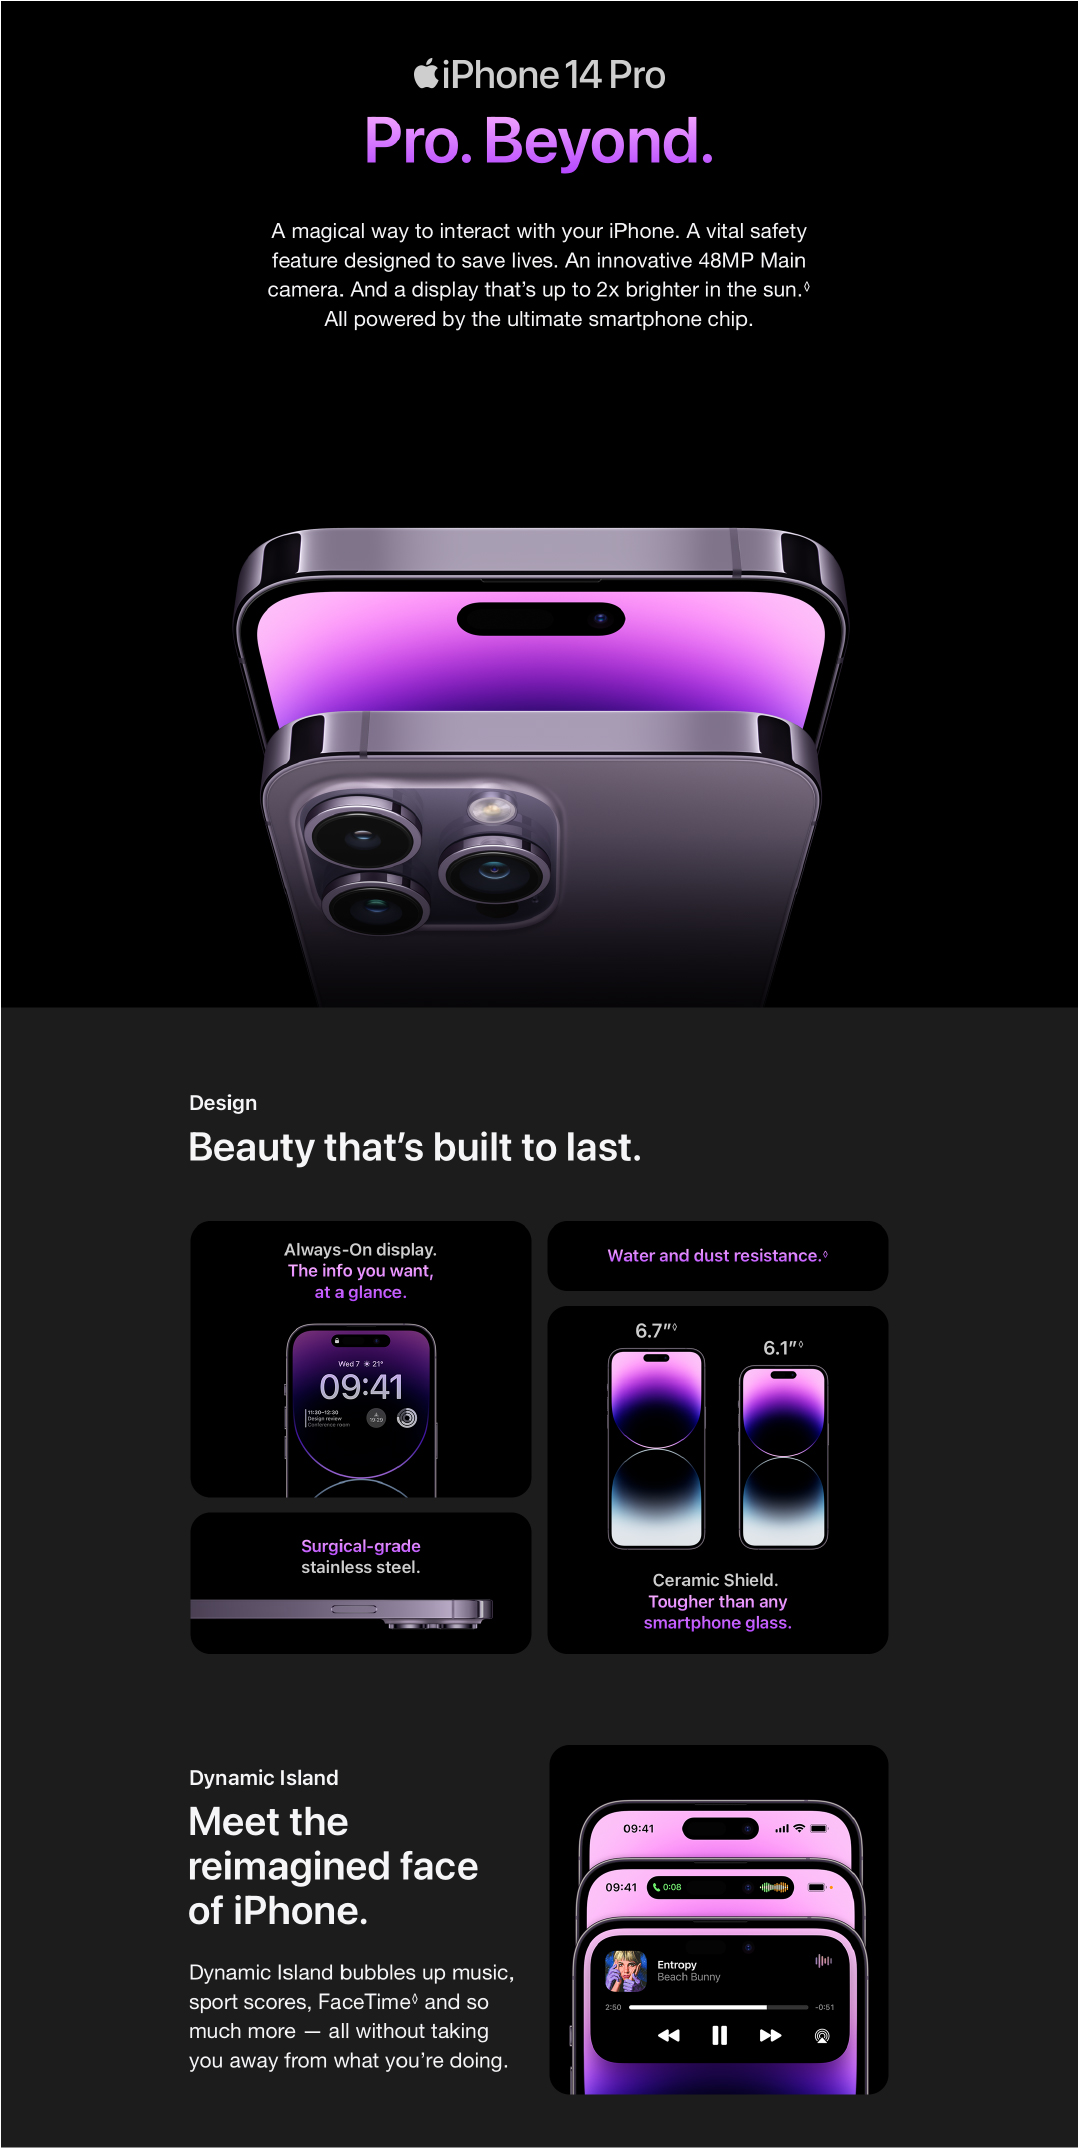 iPhone 14 Pro
Pro. Beyond.
A magical way to interact with your iPhone. A vital safety
feature designed to save lives. An innovative 48MP Main
camera. And a display that’s up to 2x brighter in the sun.◊
All powered by the ultimate smartphone chip.
Design
Beauty that’s built to last.
Always-On display.
The info you want,
at a glance.
Wed 7 ☀ 21°
09:41
11:30–12:30
Design review
Conference room
19 29
Surgical-grade
stainless steel.
Water and dust resistance.◊
6.7”◊
6.1”◊
Ceramic Shield.
Tougher than any
smartphone glass.
Dynamic Island
Meet the
reimagined face
of iPhone.
Dynamic Island bubbles up music,
sport scores, FaceTime◊ and so
much more — all without taking
you away from what you’re doing.
09:41
09:41 0:08
Entropy
Beach Bunny
2:50 -0:51